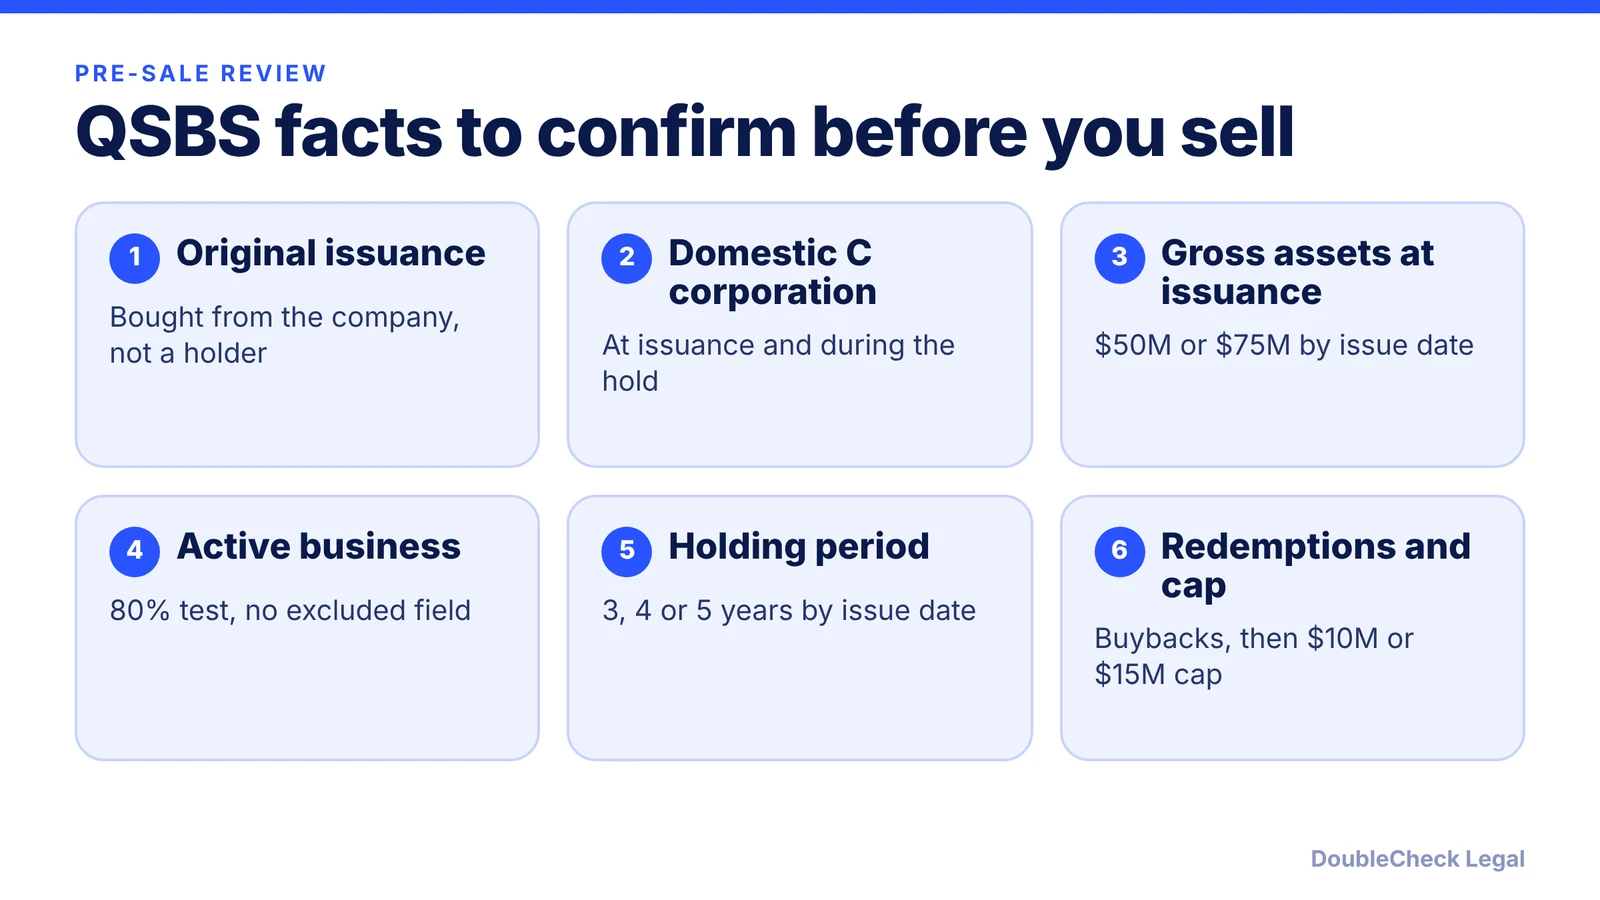 PRE-SALE REVIEW
QSBS facts to confirm before you sell
1 Original issuance
Bought from the company,
not a holder
2 Domestic C
corporation
At issuance and during the
hold
3 Gross assets at
issuance
$50M or $75M by issue date
4 Active business
80% test, no excluded field
5 Holding period
3, 4 or 5 years by issue date
6 Redemptions and
cap
Buybacks, then $10M or
$15M cap
DoubleCheck Legal